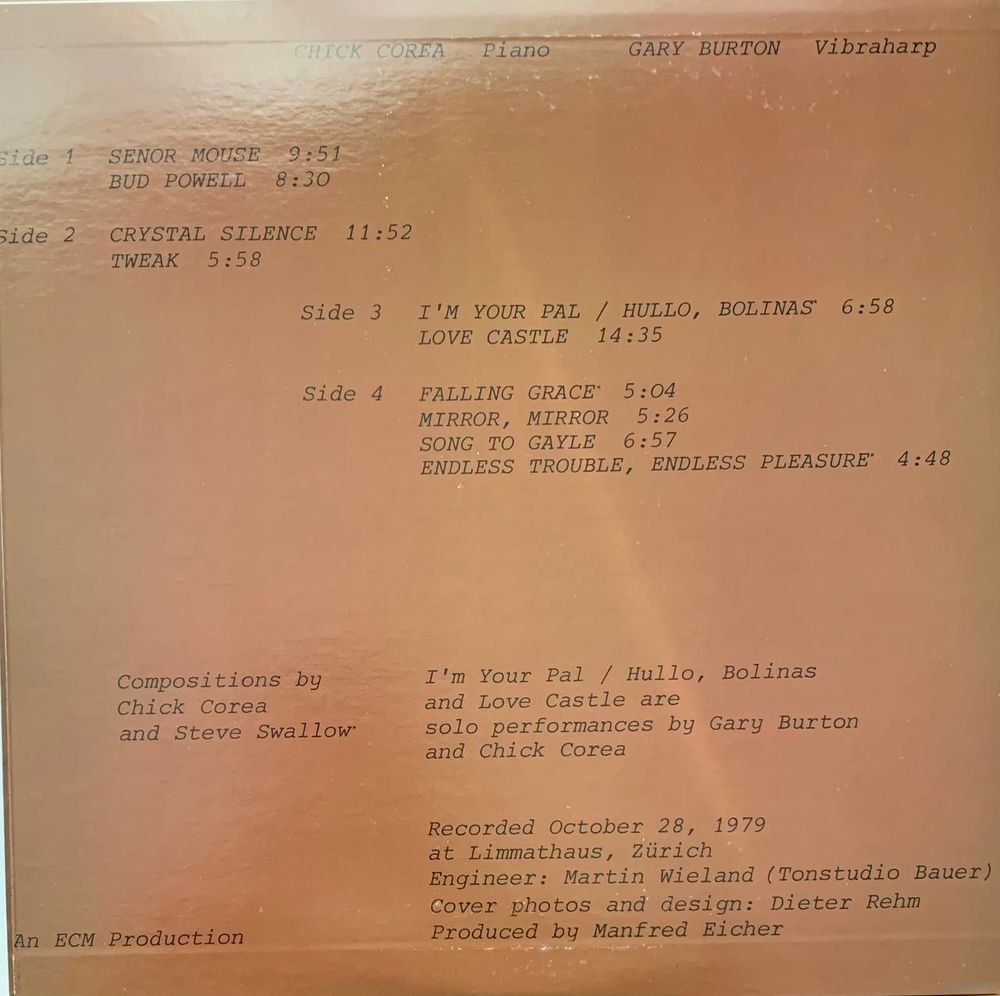 CHICK COREA Piano GARY BURTON Vibraharp
Side 1 SENOR MOUSE 9:51
BUD POWELL 8:30
Side 2 CRYSTAL SILENCE 11:52
TWEAK 5:58
Side 3 I'M YOUR PAL / HULLO, BOLINAS* 6:58
LOVE CASTLE 14:35
Side 4 FALLING GRACE* 5:04
MIRROR, MIRROR 5:26
SONG TO GAYLE 6:57
ENDLESS TROUBLE, ENDLESS PLEASURE* 4:48
Compositions by
Chick Corea
and Steve Swallow*
I'm Your Pal / Hullo, Bolinas
and Love Castle are
solo performances by Gary Burton
and Chick Corea
Recorded October 28, 1979
at Limmathaus, Zürich
Engineer: Martin Wieland (Tonstudio Bauer)
Cover photos and design: Dieter Rehm
Produced by Manfred Eicher
An ECM Production